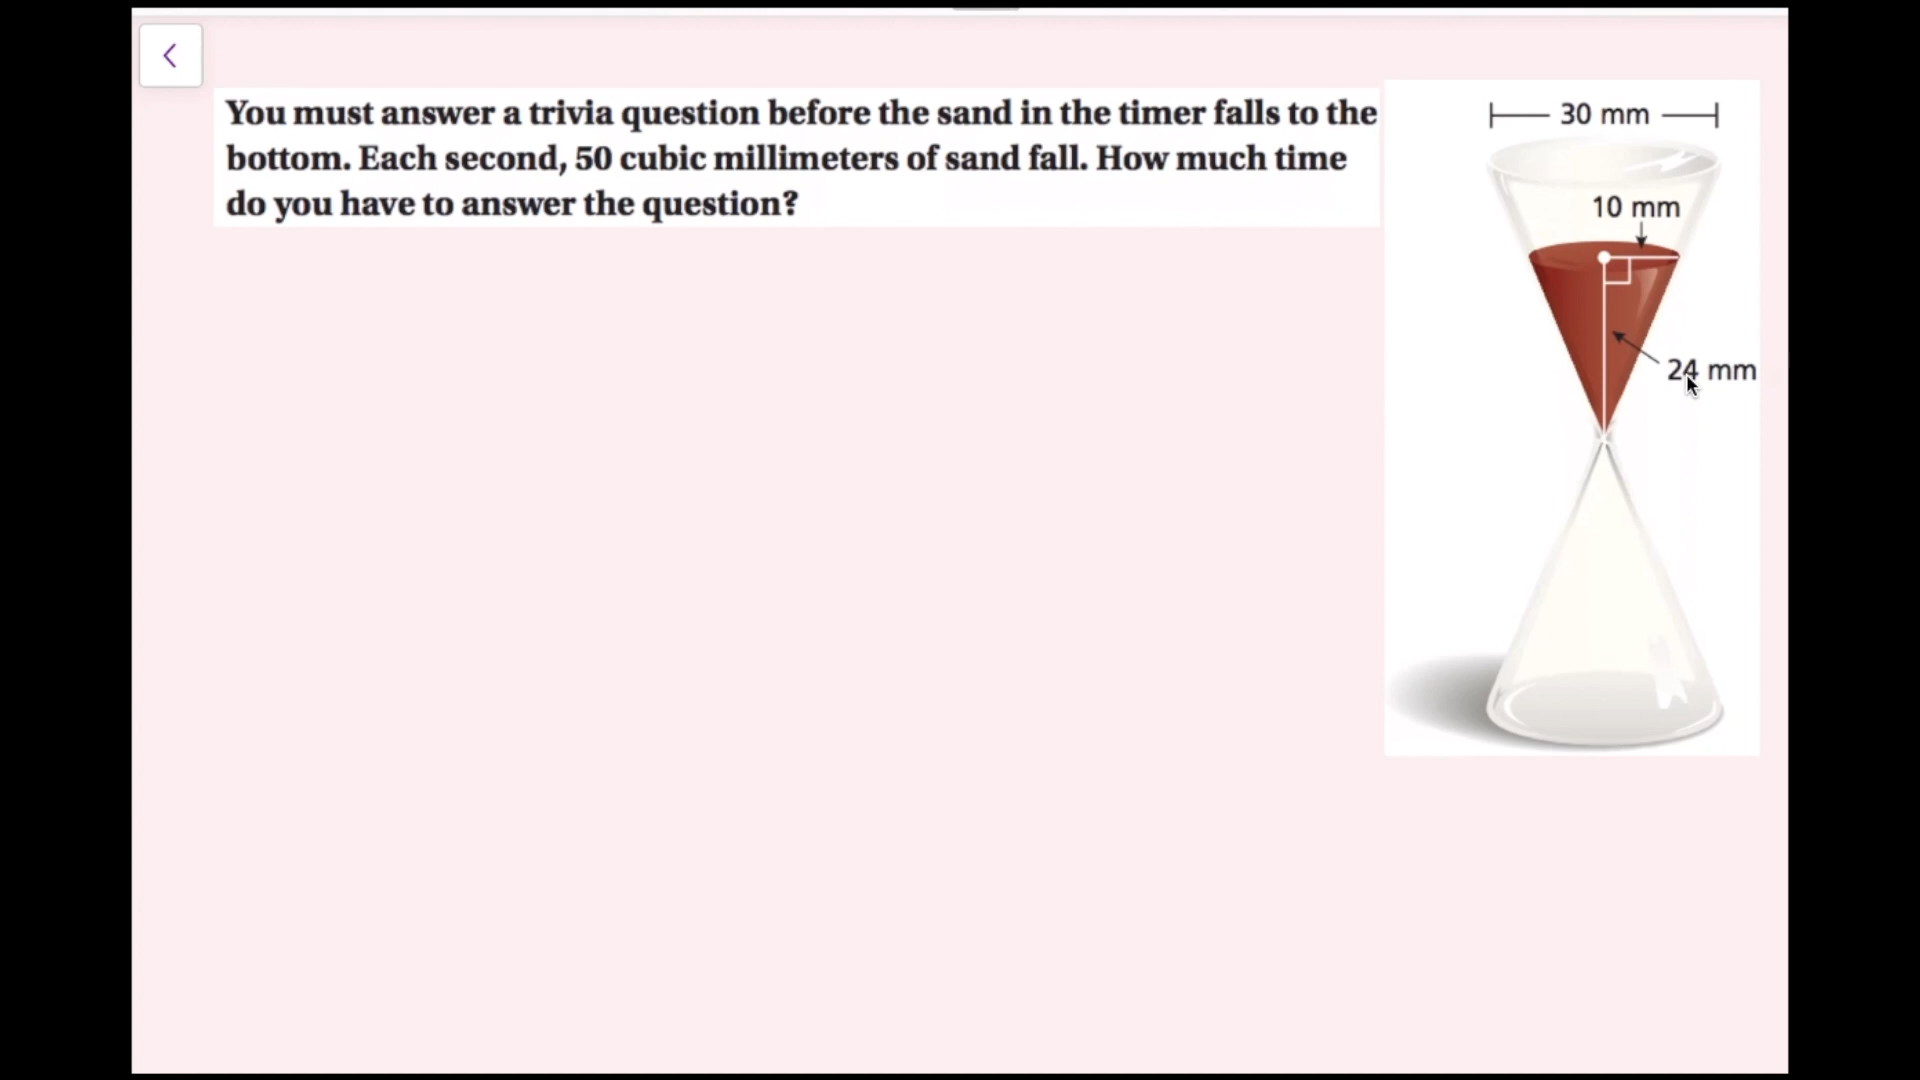 You must answer a trivia question before the sand in the timer falls to the
bottom. Each second, 50 cubic millimeters of sand fall. How much time
do you have to answer the question?
30 mm
10 mm
24 mm